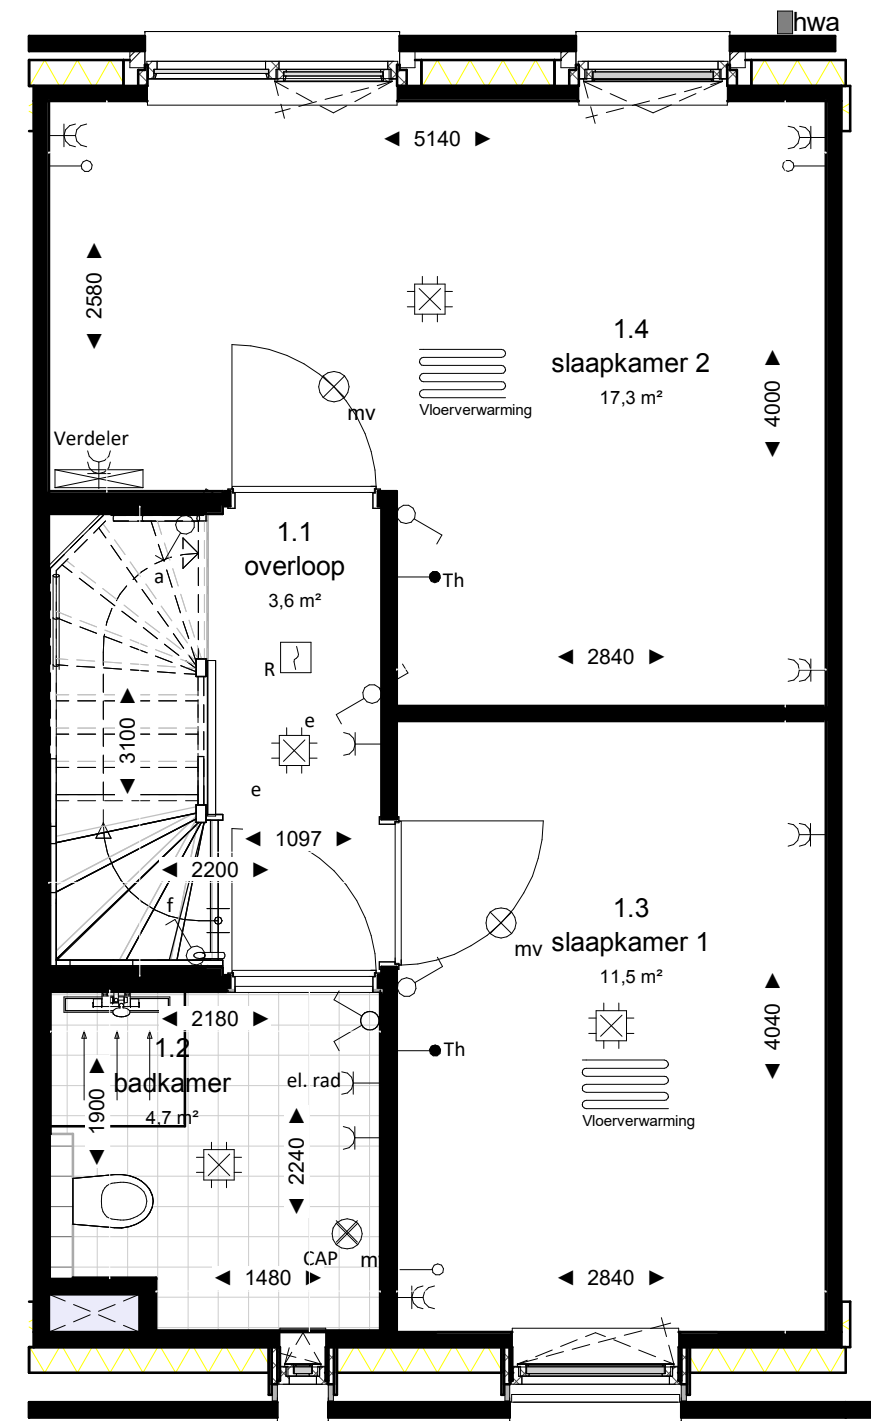 hwa
5140
2580
1.4
slaapkamer 2
17,3 m²
4000
mv
Vloerverwarming
Verdeler
1.1
overloop
3,6 m²
a
Th
R
2840
e
3100
e
1097
2200
f
1.3
slaapkamer 1
11,5 m²
mv
2180
4040
1.2
badkamer
4,7 m²
Th
el. rad
1900
Vloerverwarming
2240
CAP
1480
2840